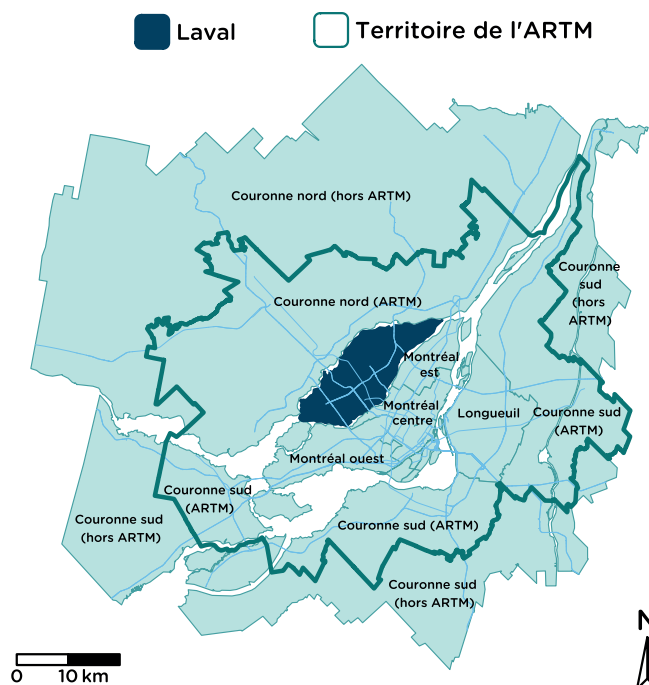 Laval
Territoire de l'ARTM
Couronne nord (hors ARTM)
Couronne
sud
(hors
ARTM)
Couronne nord (ARTM)
Montréal
est
Montréal
centre
Longueuil
Couronne sud
(ARTM)
Montréal ouest
Couronne sud
(ARTM)
Couronne sud
(hors ARTM)
Couronne sud (ARTM)
Couronne sud
(hors ARTM)
N
0
10 km